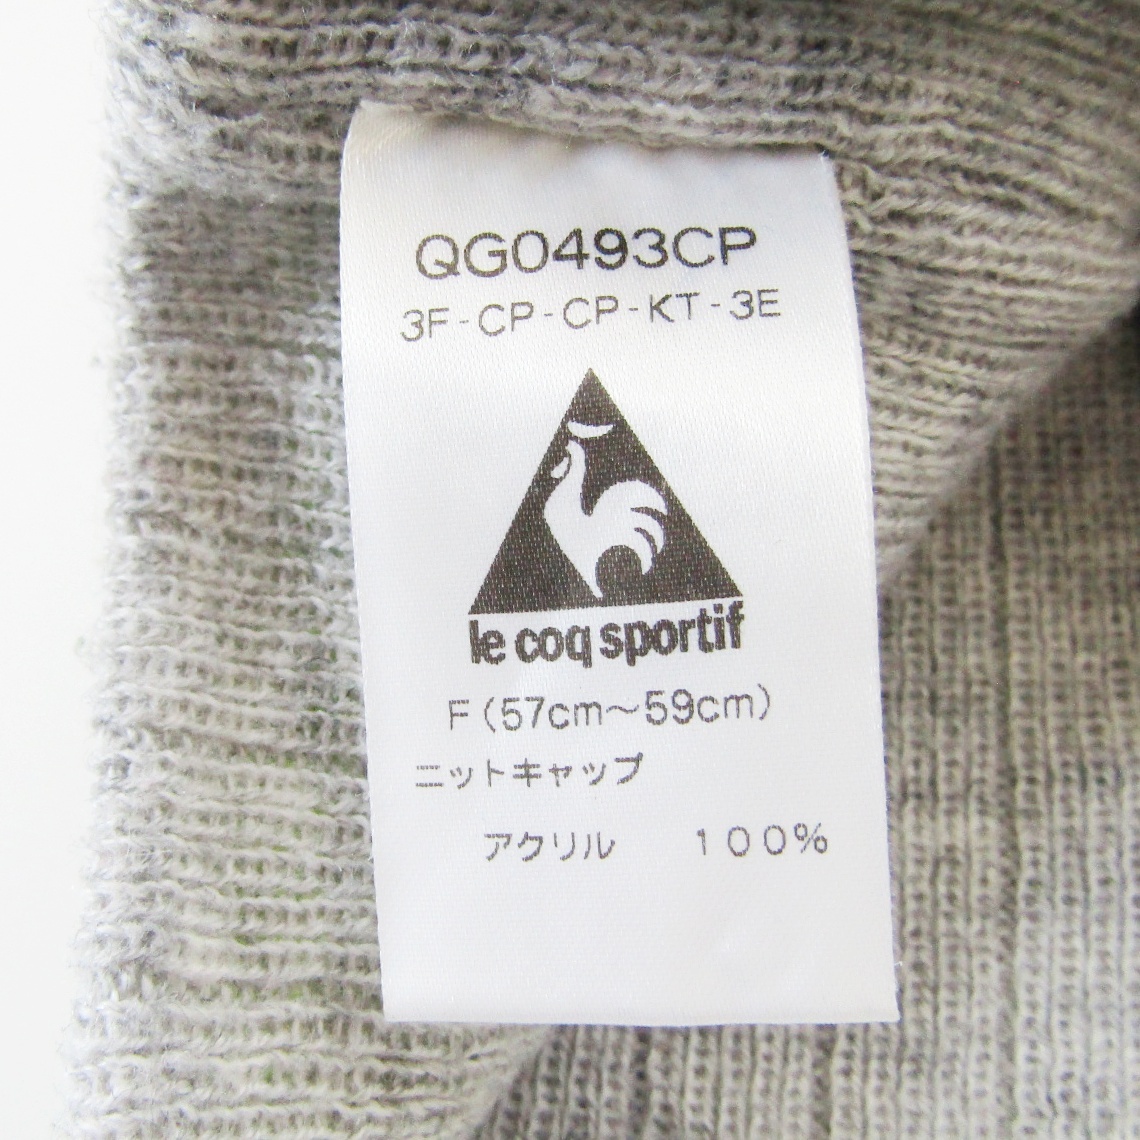 QG0493CP
3F-CP-CP-KT-3E
le coq sportif
F(57cm～59cm)
ニットキャップ
アクリル　100%